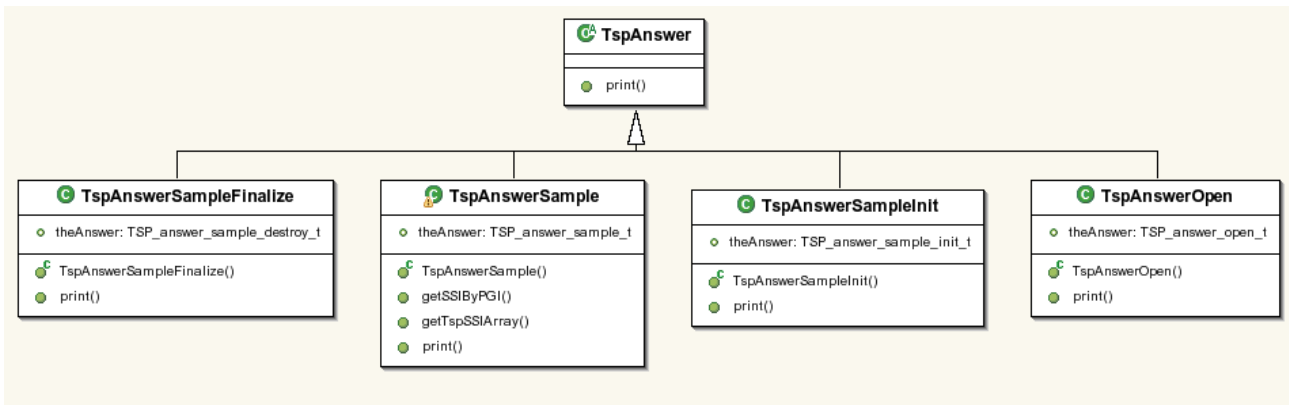 TspAnswer
print()
TspAnswerSampleFinalize
theAnswer: TSP_answer_sample_destroy_t
TspAnswerSampleFinalize()
print()
TspAnswerSample
theAnswer: TSP_answer_sample_t
TspAnswerSample()
getSSIByPGI()
getTspSSIArray()
print()
TspAnswerSampleInit
theAnswer: TSP_answer_sample_init_t
TspAnswerSampleInit()
print()
TspAnswerOpen
theAnswer: TSP_answer_open_t
TspAnswerOpen()
print()